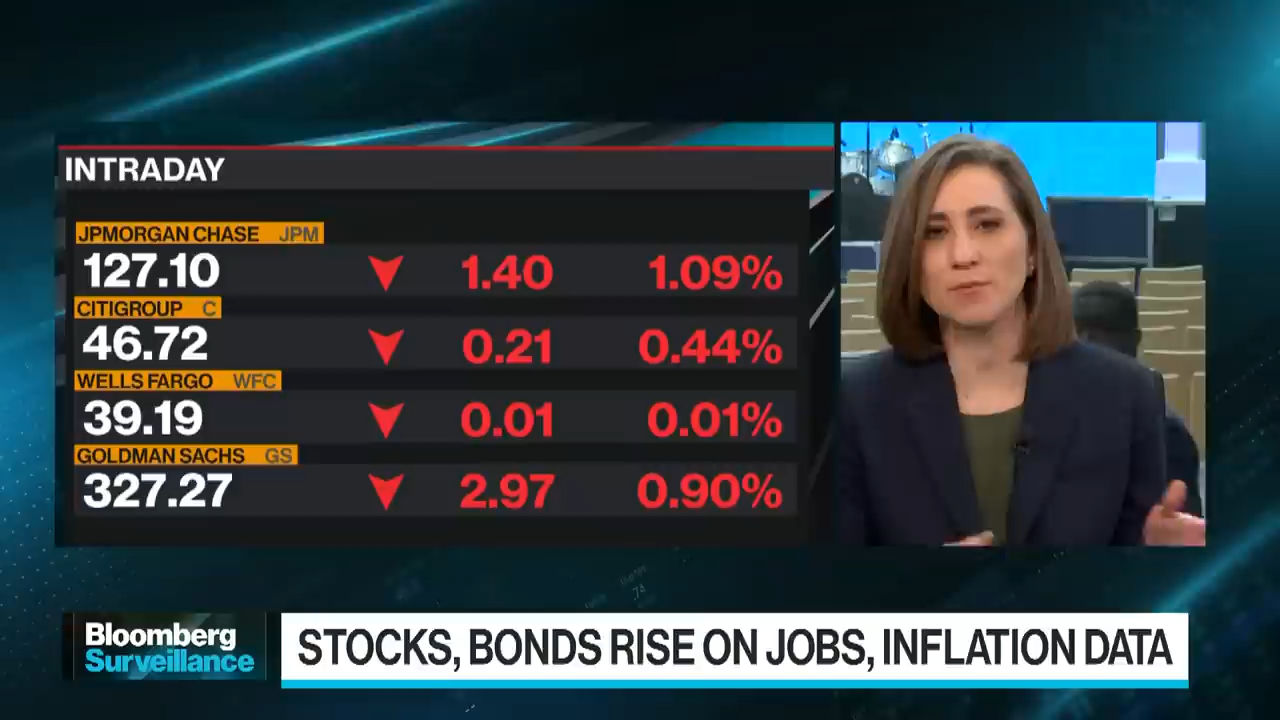 INTRADAY
JPMORGAN CHASE JPM
127.10 1.40 1.09%
CITIGROUP C
46.72 0.21 0.44%
WELLS FARGO WFC
39.19 0.01 0.01%
GOLDMAN SACHS GS
327.27 2.97 0.90%
Bloomberg
Surveillance
STOCKS, BONDS RISE ON JOBS, INFLATION DATA